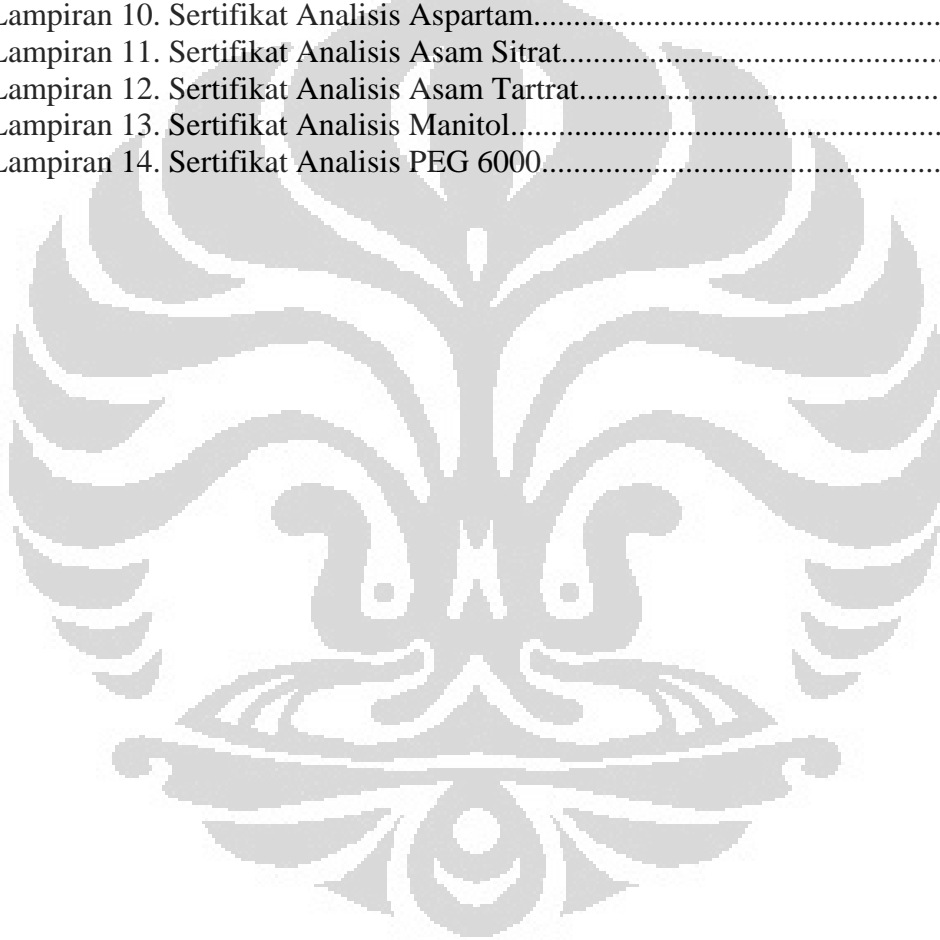 Lampiran 10. Sertifikat Analisis Aspartam.....................................................
Lampiran 11. Sertifikat Analisis Asam Sitrat.................................................
Lampiran 12. Sertifikat Analisis Asam Tartrat...............................................
Lampiran 13. Sertifikat Analisis Manitol........................................................
Lampiran 14. Sertifikat Analisis PEG 6000....................................................